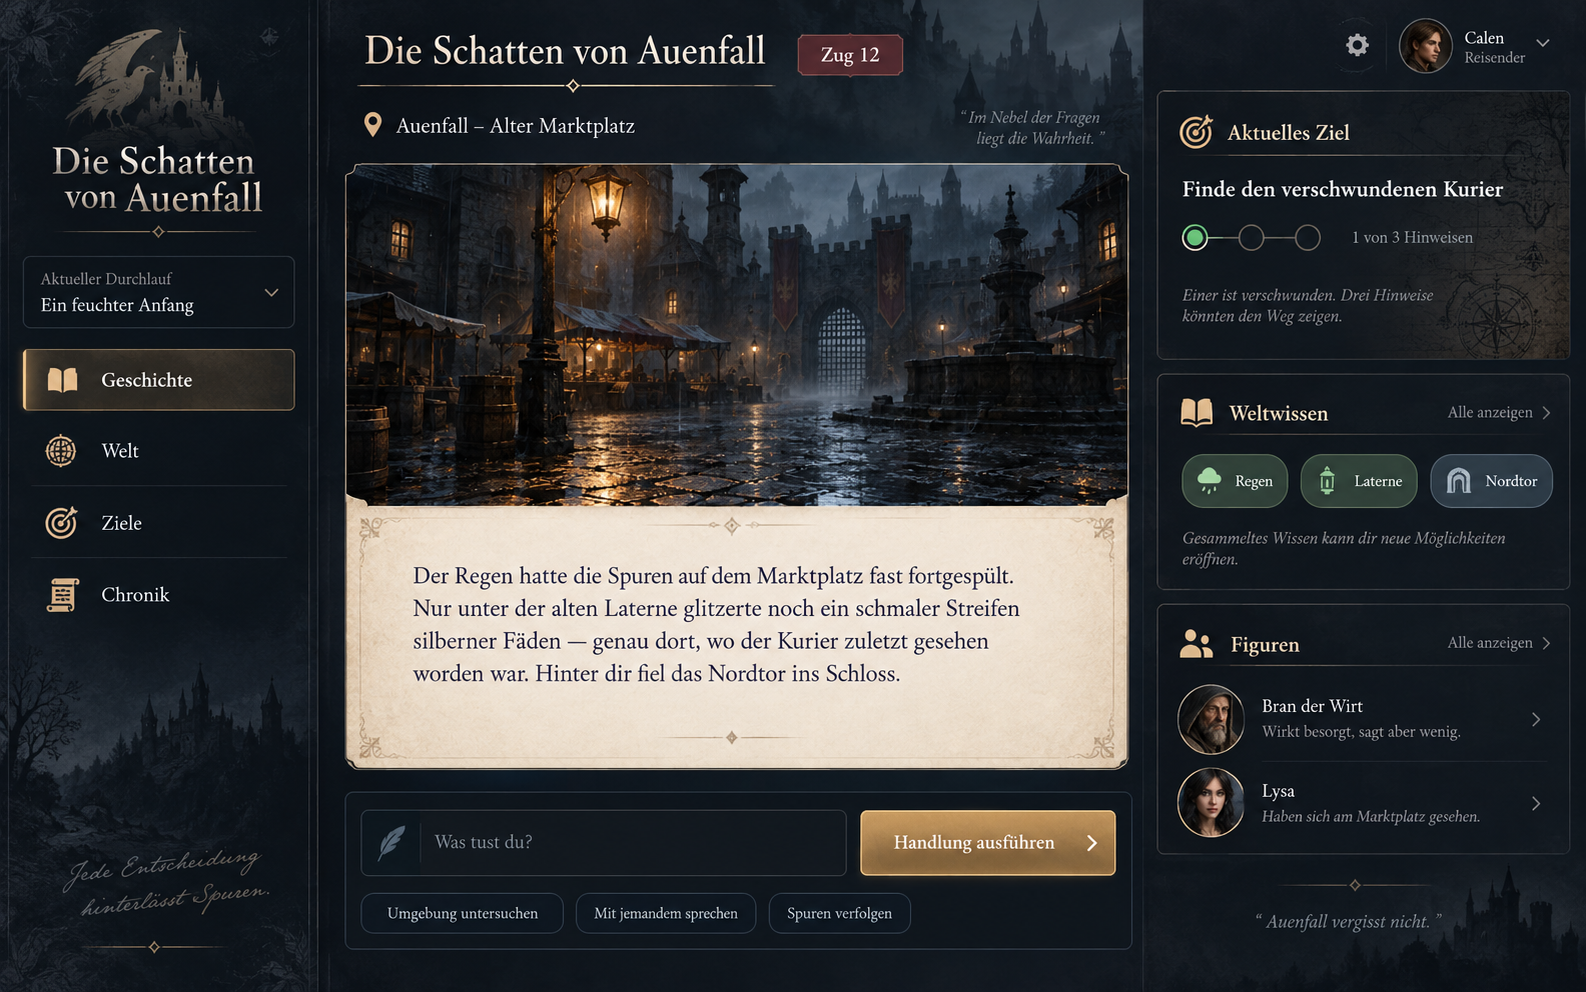 Die Schatten
von Auenfall
Aktueller Durchlauf
Ein feuchter Anfang
Geschichte
Welt
Ziele
Chronik
Jede Entscheidung
hinterlässt Spuren.
Die Schatten von Auenfall
Zug 12
Auenfall – Alter Marktplatz
“Im Nebel der Fragen
liegt die Wahrheit.”
Der Regen hatte die Spuren auf dem Marktplatz fast fortgespült.
Nur unter der alten Laterne glitzerte noch ein schmaler Streifen
silberner Fäden — genau dort, wo der Kurier zuletzt gesehen
worden war. Hinter dir fiel das Nordtor ins Schloss.
Was tust du?
Handlung ausführen
Umgebung untersuchen
Mit jemandem sprechen
Spuren verfolgen
Calen
Reisender
Aktuelles Ziel
Finde den verschwundenen Kurier
1 von 3 Hinweisen
Einer ist verschwunden. Drei Hinweise
könnten den Weg zeigen.
Weltwissen
Alle anzeigen
Regen
Laterne
Nordtor
Gesammeltes Wissen kann dir neue Möglichkeiten
eröffnen.
Figuren
Alle anzeigen
Bran der Wirt
Wirkt besorgt, sagt aber wenig.
Lysa
Haben sich am Marktplatz gesehen.
“Auenfall vergisst nicht.”